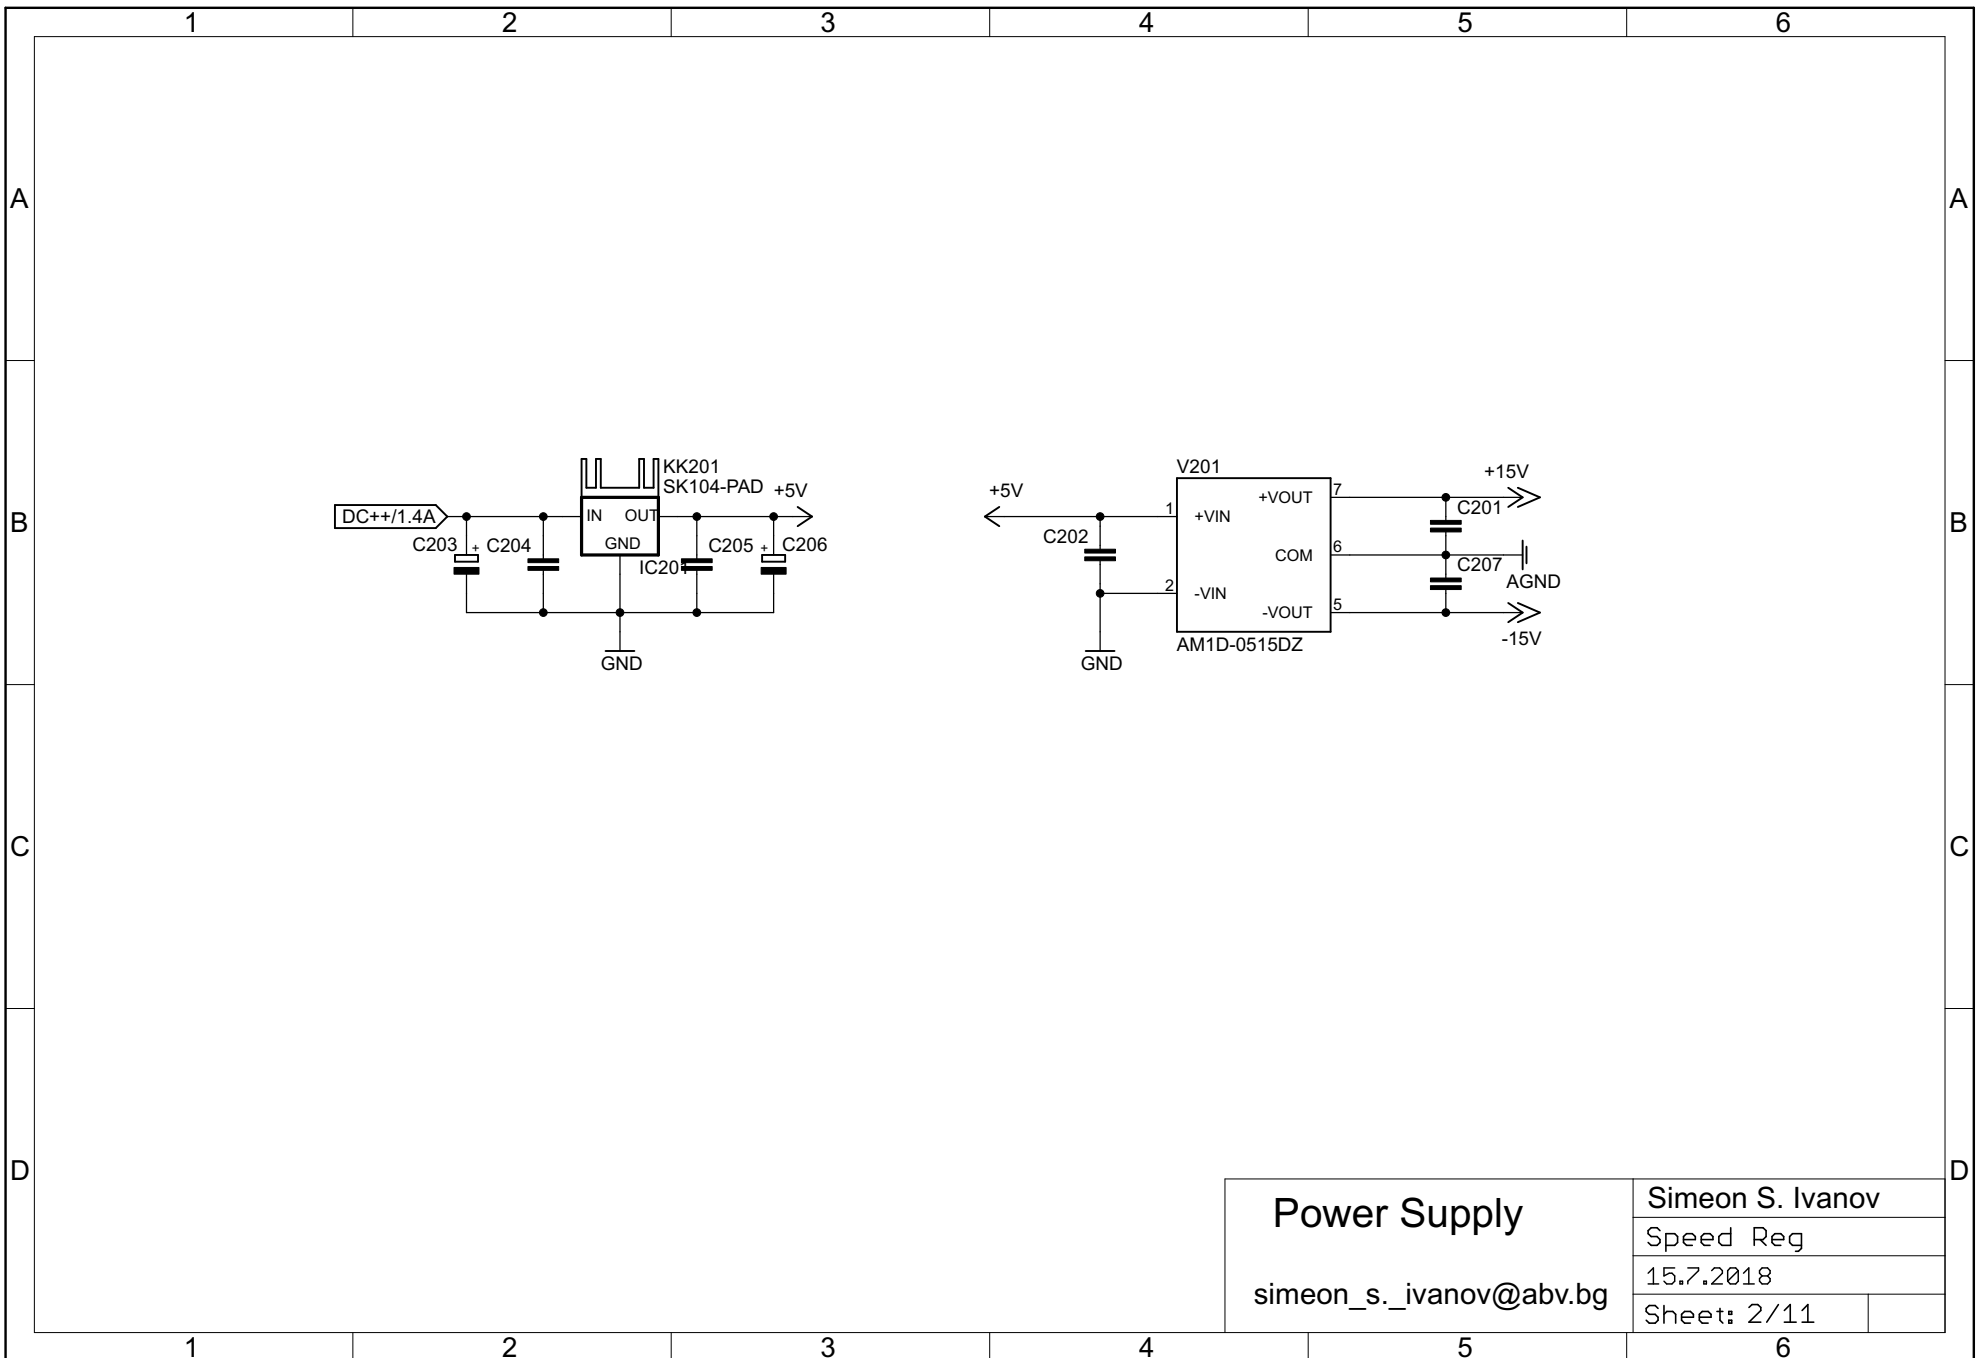 1 2 3 4 5 6
A A
KK201
SK104-PAD +5V
DC++/1.4A
IN OUT
GND
C203 + C204
IC201
C205 + C206
GND
V201
+5V
1 +VIN
C202
2 -VIN
+VOUT 7
COM 6
-VOUT 5
AM1D-0515DZ
GND
+15V
C201
C207
AGND
-15V
B B
C C
D D
Power Supply
simeon_s._ivanov@abv.bg
Simeon S. Ivanov
Speed Reg
15.7.2018
Sheet: 2/11
1 2 3 4 5 6